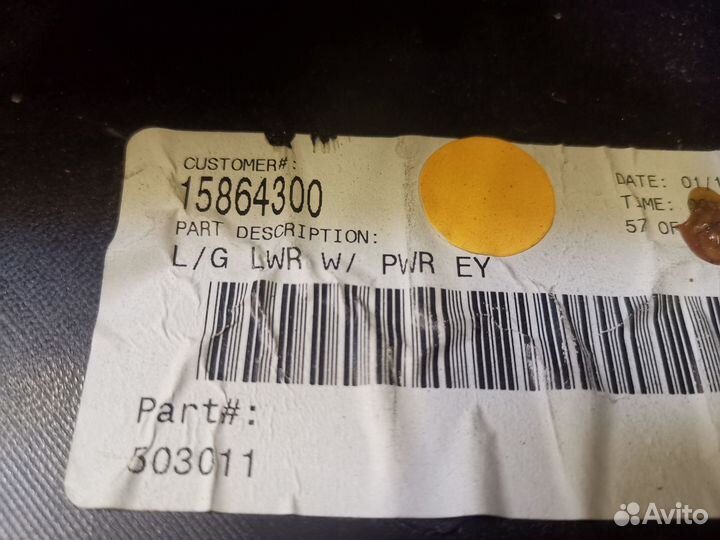 CUSTOMER#:
15864300
PART DESCRIPTION:
L/G LWR W/ PWR EY
DATE: 01/1
TIME:
57 OF
Part#:
503011
Avito